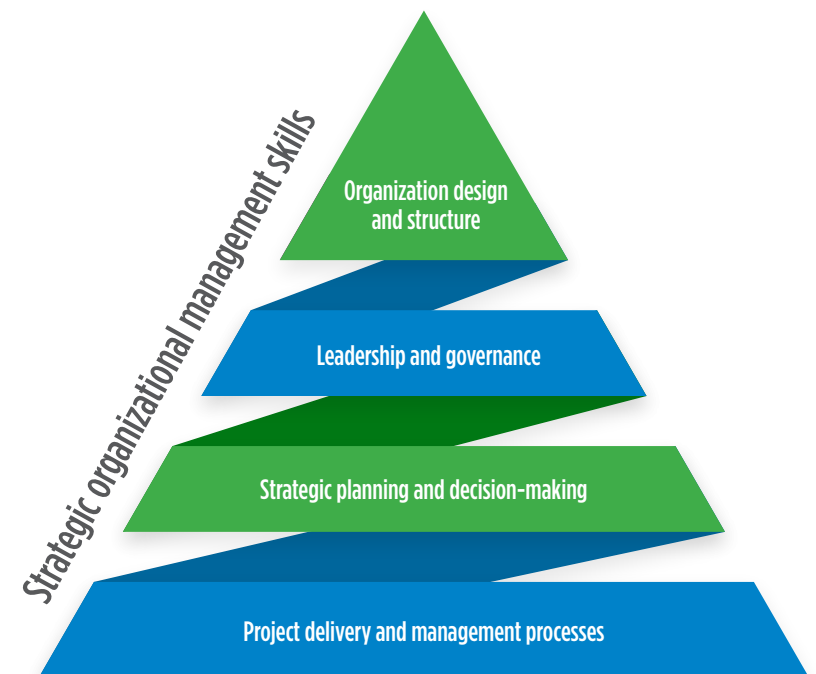 Strategic organizational management skills
Organization design
and structure
Leadership and governance
Strategic planning and decision-making
Project delivery and management processes